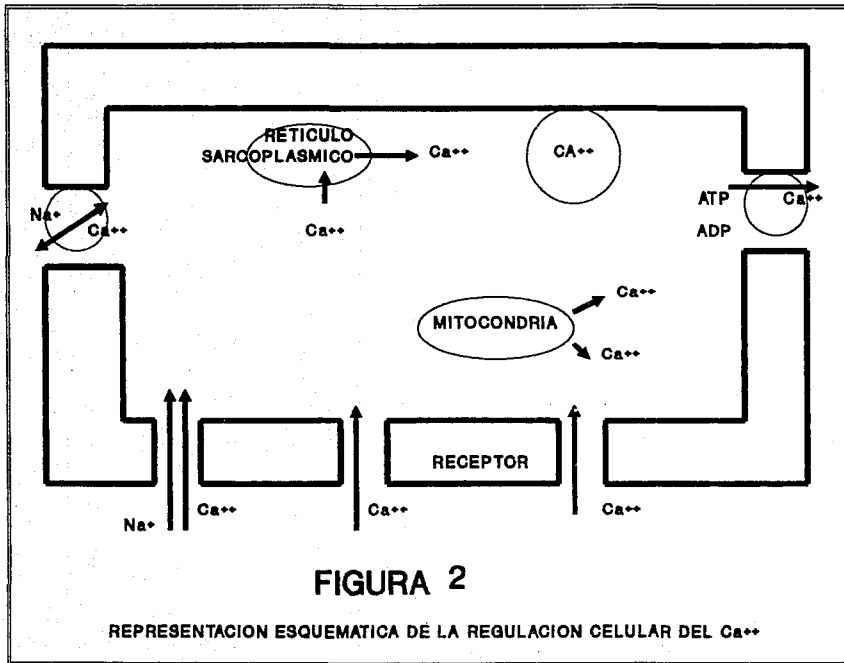 RETICULO
SARCOPLASMICO
Ca++
CA++
Ca++
Na+
Ca++
ATP
Ca++
ADP
Ca++
MITOCONDRIA
Ca++
RECEPTOR
Na+
Ca++
Ca++
Ca++
FIGURA 2
REPRESENTACION ESQUEMATICA DE LA REGULACION CELULAR DEL Ca++